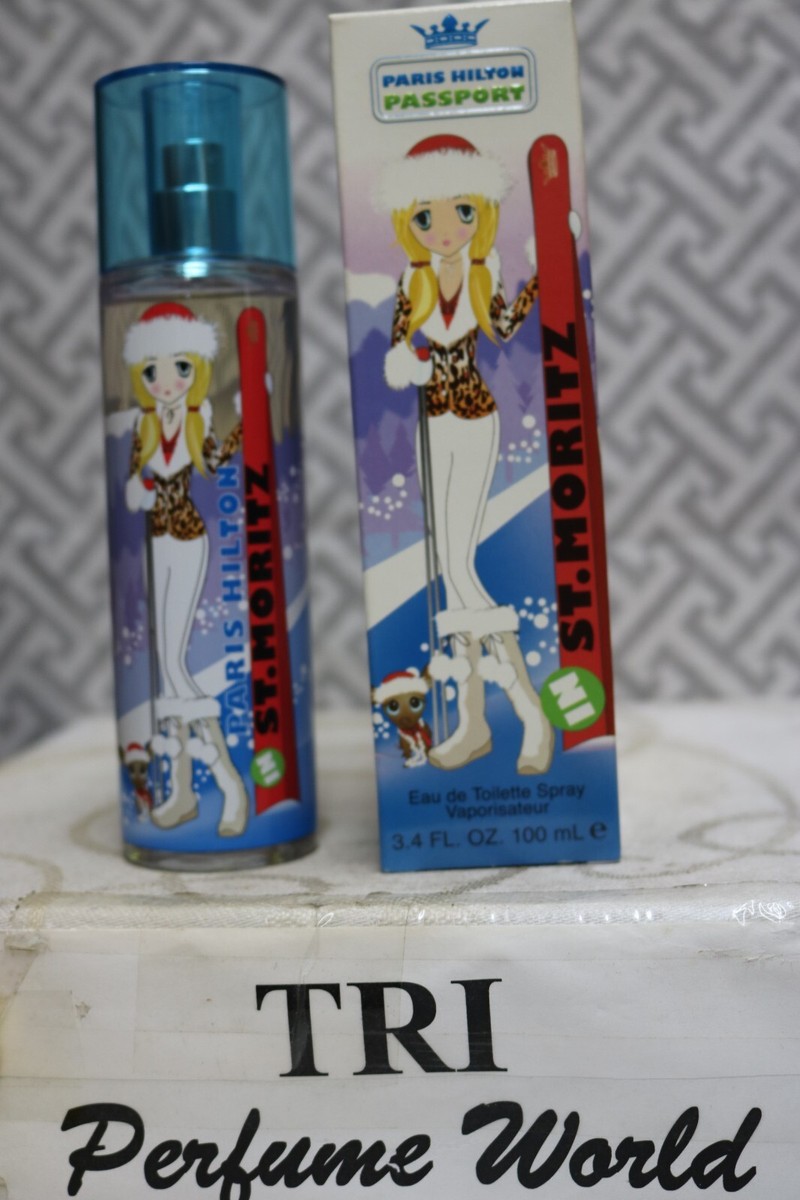 PARIS HILTON
PASSPORT
ST. MORITZ
IN
Eau de Toilette Spray
Vaporisateur
3.4 FL. OZ. 100 mL e
PARIS HILTON
IN ST. MORITZ
TRI
Perfume World